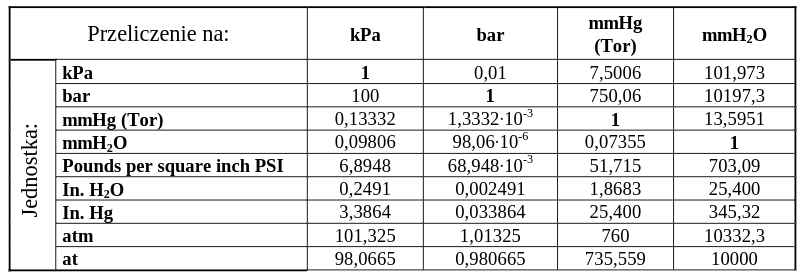 Przeliczenie na: kPa bar mmHg (Tor) mmH₂O
Jednostka:
kPa 1 0,01 7,5006 101,973
bar 100 1 750,06 10197,3
mmHg (Tor) 0,13332 1,3332·10⁻³ 1 13,5951
mmH₂O 0,09806 98,06·10⁻⁶ 0,07355 1
Pounds per square inch PSI 6,8948 68,948·10⁻³ 51,715 703,09
In. H₂O 0,2491 0,002491 1,8683 25,400
In. Hg 3,3864 0,033864 25,400 345,32
atm 101,325 1,01325 760 10332,3
at 98,0665 0,980665 735,559 10000